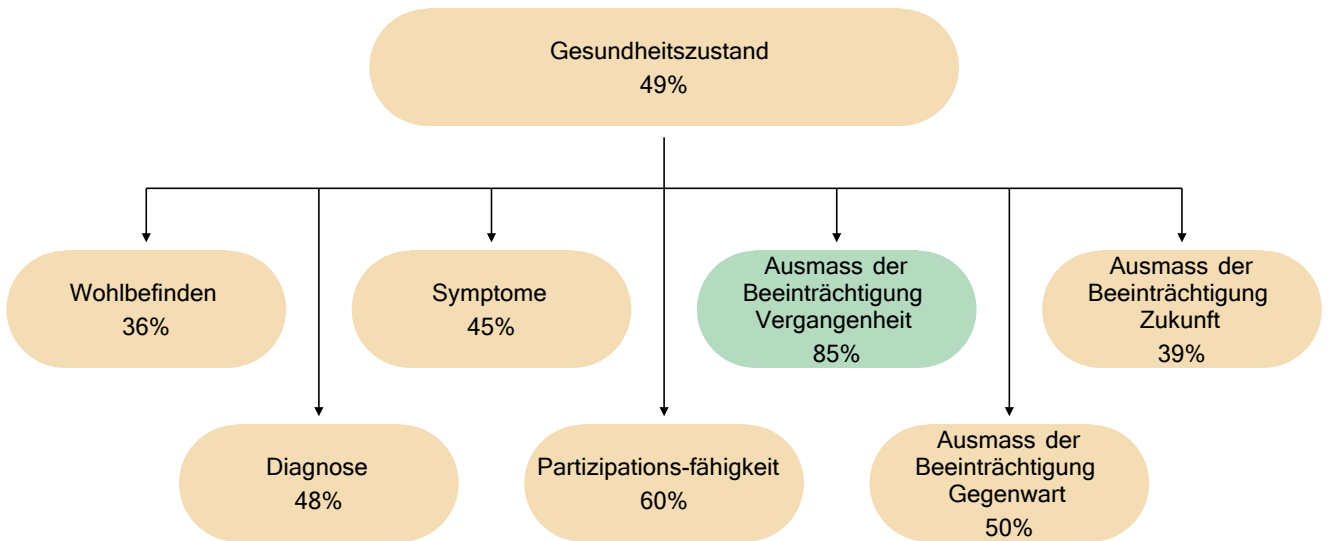 Gesundheitszustand
49%
Wohlbefinden
36%
Symptome
45%
Ausmass der
Beeinträchtigung
Vergangenheit
85%
Ausmass der
Beeinträchtigung
Zukunft
39%
Diagnose
48%
Partizipations-fähigkeit
60%
Ausmass der
Beeinträchtigung
Gegenwart
50%